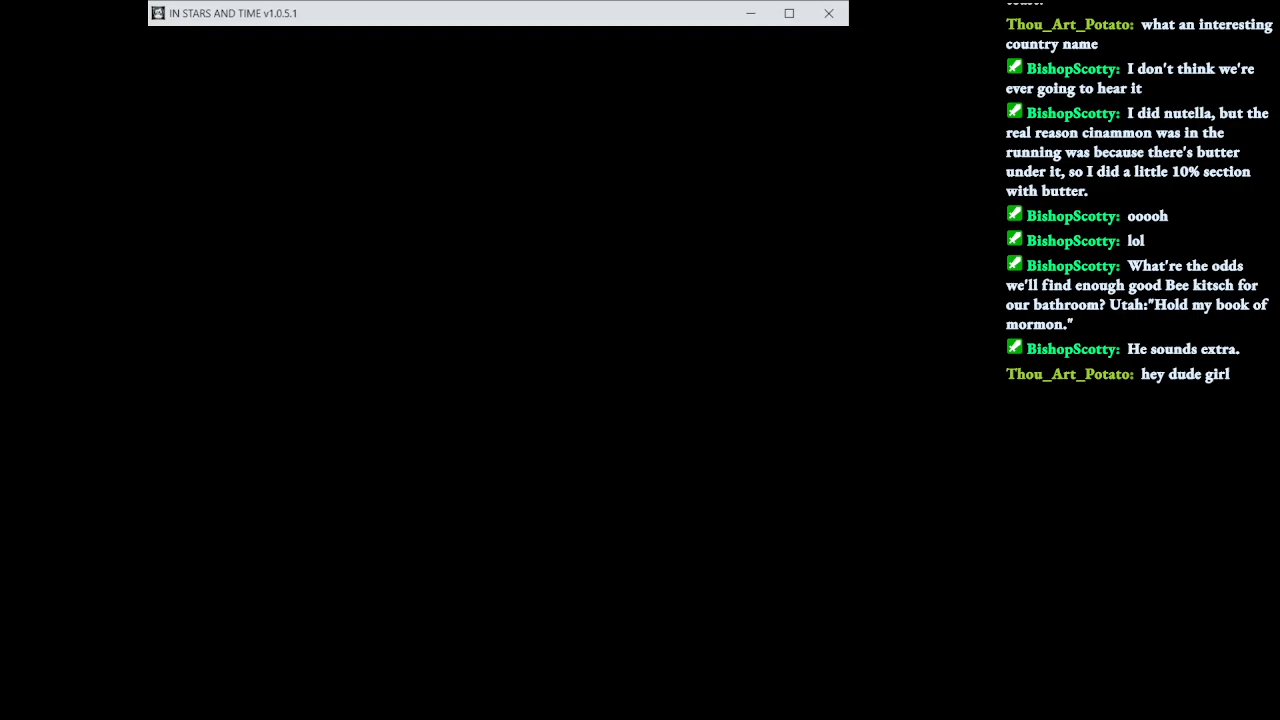 IN STARS AND TIME v1.0.5.1
Thou_Art_Potato: what an interesting
country name
BishopScotty: I don't think we're
ever going to hear it
BishopScotty: I did nutella, but the
real reason cinammon was in the
running was because there's butter
under it, so I did a little 10% section
with butter.
BishopScotty: ooooh
BishopScotty: lol
BishopScotty: What're the odds
we'll find enough good Bee kitsch for
our bathroom? Utah:"Hold my book of
mormon."
BishopScotty: He sounds extra.
Thou_Art_Potato: hey dude girl